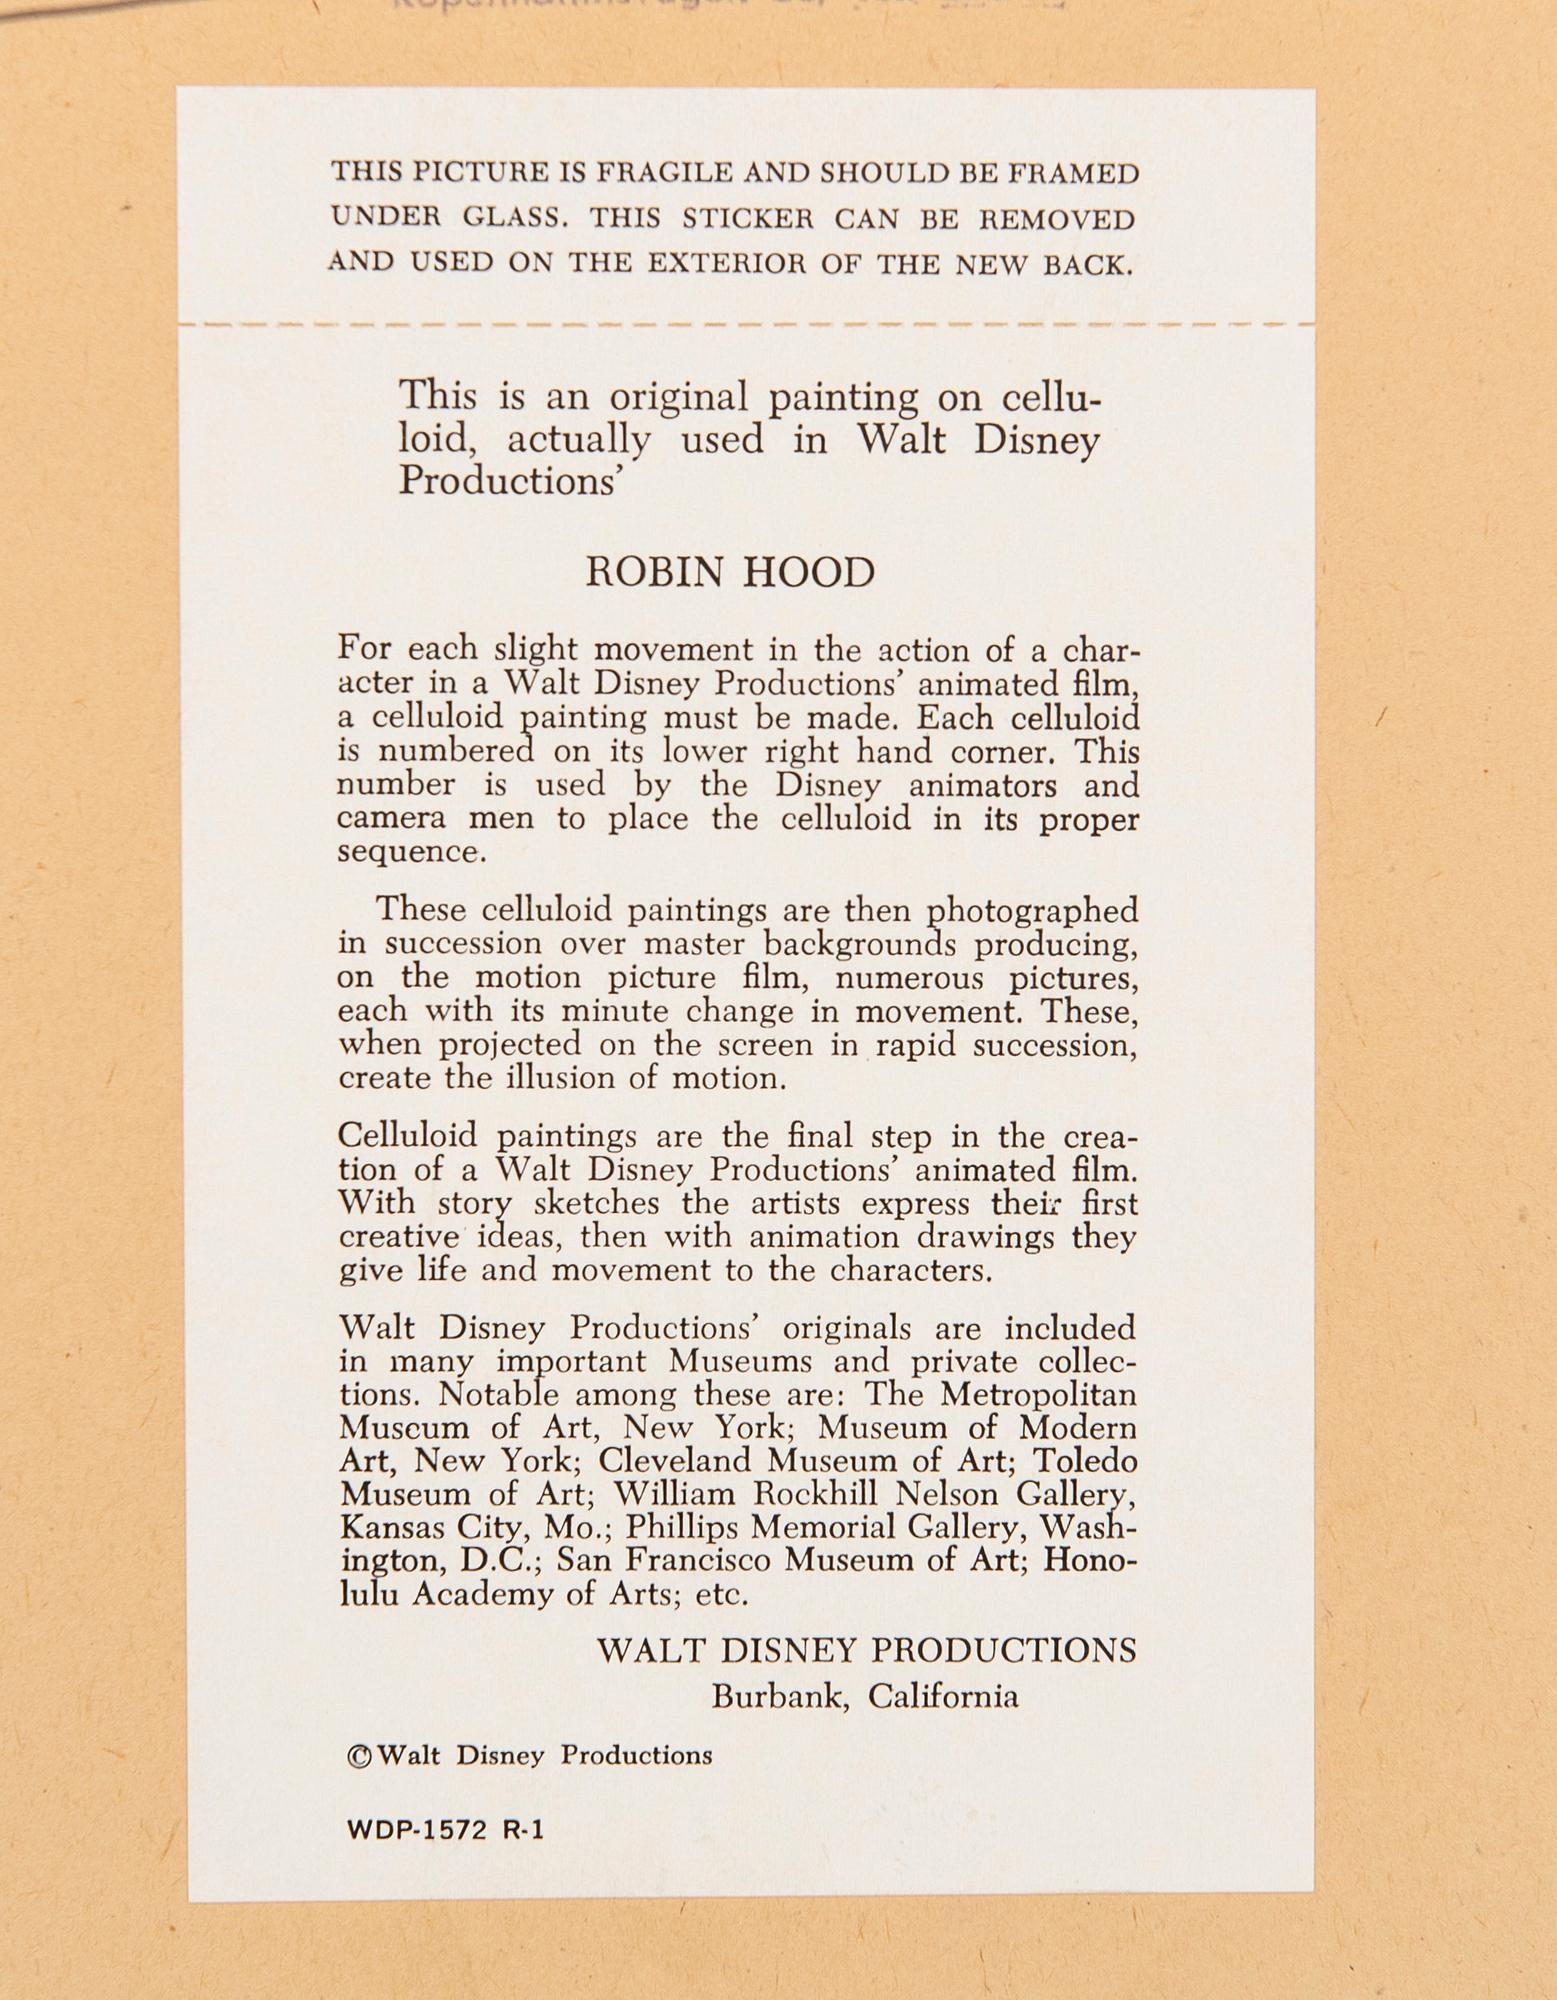 THIS PICTURE IS FRAGILE AND SHOULD BE FRAMED
UNDER GLASS. THIS STICKER CAN BE REMOVED
AND USED ON THE EXTERIOR OF THE NEW BACK.
This is an original painting on cellu-
loid, actually used in Walt Disney
Productions’
ROBIN HOOD
For each slight movement in the action of a char-
acter in a Walt Disney Productions’ animated film,
a celluloid painting must be made. Each celluloid
is numbered on its lower right hand corner. This
number is used by the Disney animators and
camera men to place the celluloid in its proper
sequence.
These celluloid paintings are then photographed
in succession over master backgrounds producing,
on the motion picture film, numerous pictures,
each with its minute change in movement. These,
when projected on the screen in rapid succession,
create the illusion of motion.
Celluloid paintings are the final step in the crea-
tion of a Walt Disney Productions’ animated film.
With story sketches the artists express their first
creative ideas, then with animation drawings they
give life and movement to the characters.
Walt Disney Productions’ originals are included
in many important Museums and private collec-
tions. Notable among these are: The Metropolitan
Museum of Art, New York; Museum of Modern
Art, New York; Cleveland Museum of Art; Toledo
Museum of Art; William Rockhill Nelson Gallery,
Kansas City, Mo.; Phillips Memorial Gallery, Wash-
ington, D.C.; San Francisco Museum of Art; Hono-
lulu Academy of Arts; etc.
WALT DISNEY PRODUCTIONS
Burbank, California
©Walt Disney Productions
WDP-1572 R-1